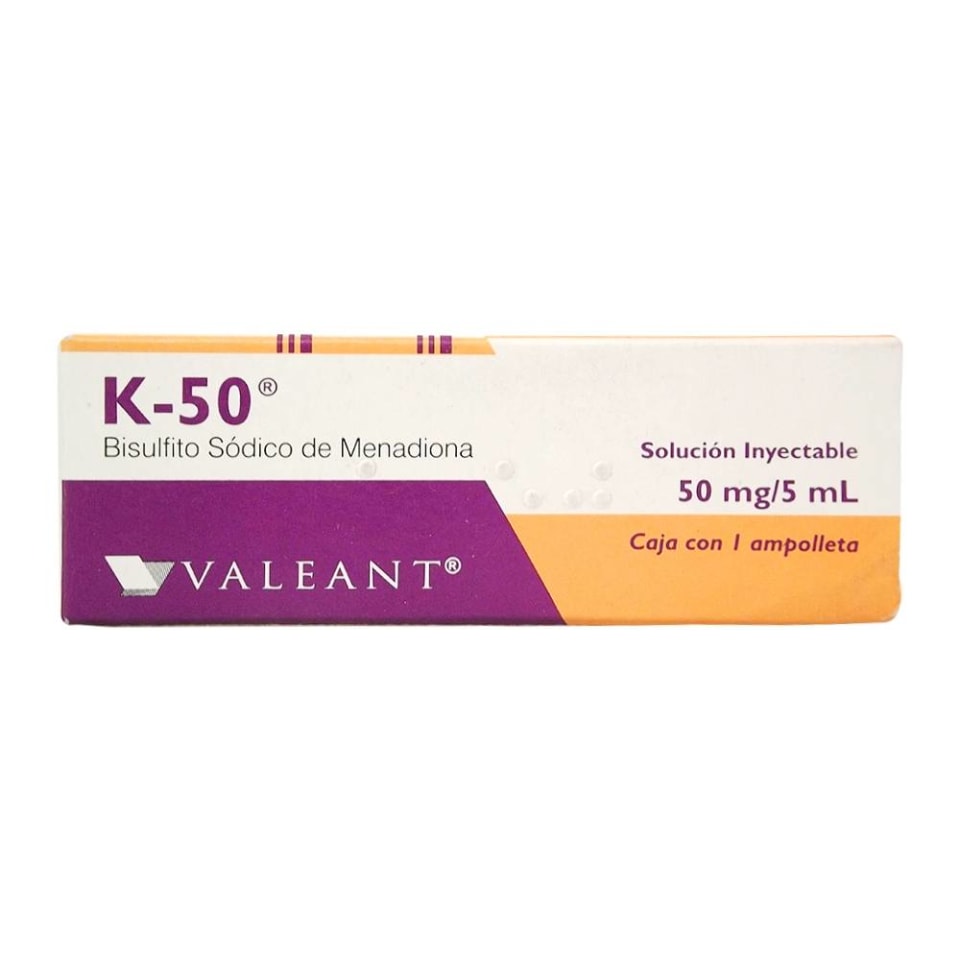 K-50®
Bisulfito Sódico de Menadiona
Solución Inyectable
50 mg/5 mL
Caja con 1 ampolleta
VALEANT®